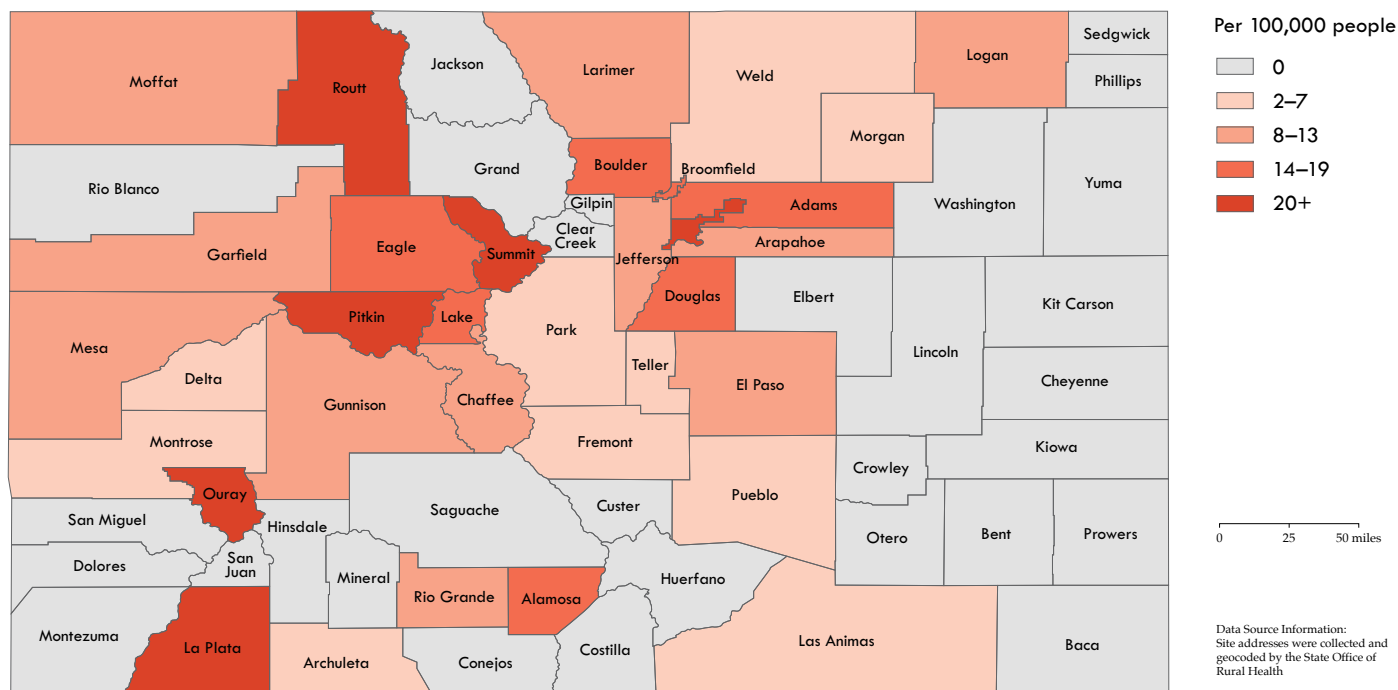 Per 100,000 people
0
2–7
8–13
14–19
20+
Moffat
Routt
Jackson
Larimer
Weld
Logan
Sedgwick
Phillips
Morgan
Rio Blanco
Grand
Boulder
Broomfield
Washington
Yuma
Gilpin
Adams
Clear
Creek
Arapahoe
Garfield
Eagle
Summit
Jefferson
Douglas
Elbert
Kit Carson
Pitkin
Lake
Park
Mesa
Lincoln
Teller
Delta
El Paso
Cheyenne
Gunnison
Chaffee
Montrose
Fremont
Kiowa
Crowley
Ouray
Pueblo
San Miguel
Hinsdale
Saguache
Custer
Otero
Bent
Prowers
Dolores
San
Juan
Mineral
Huerfano
Rio Grande
Alamosa
Montezuma
La Plata
Archuleta
Conejos
Costilla
Las Animas
Baca
0
25
50 miles
Data Source Information:
Site addresses were collected and
geocoded by the State Office of
Rural Health